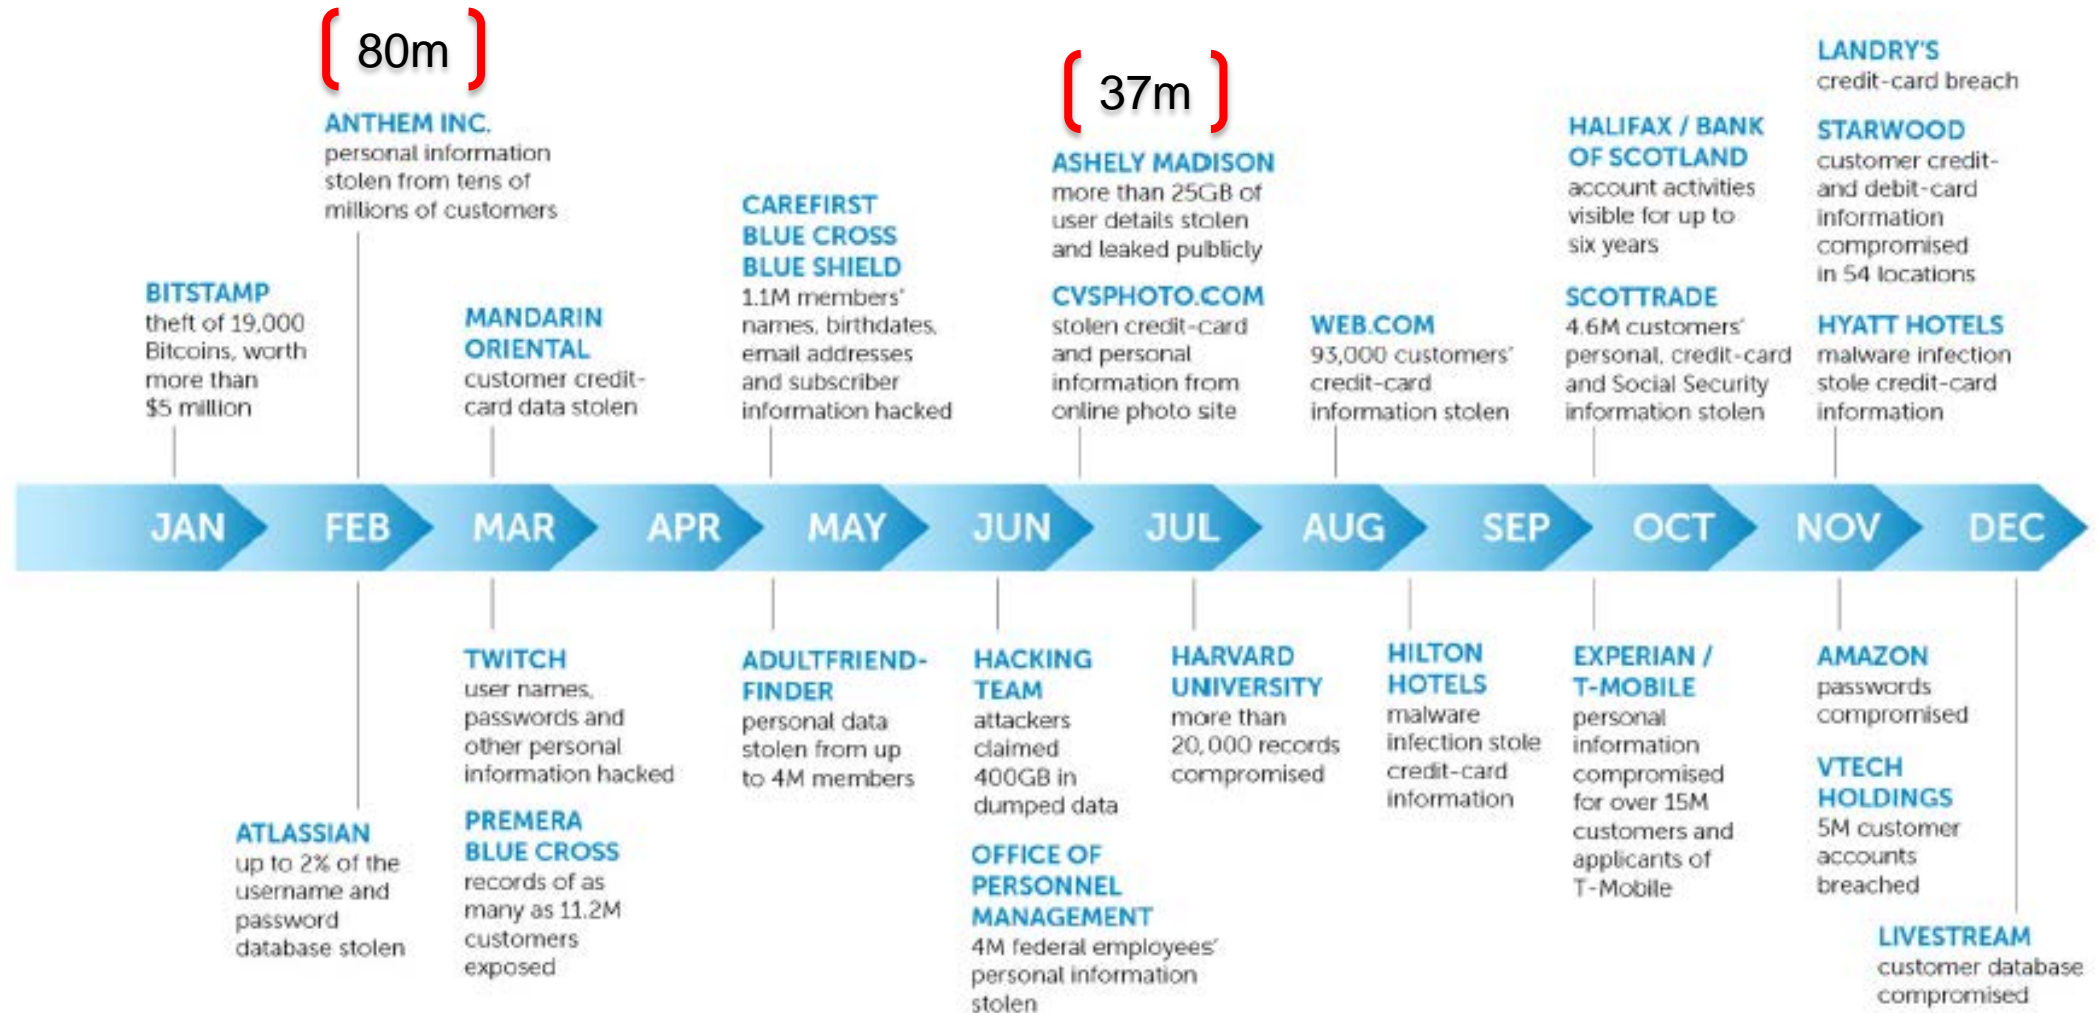 80m
ANTHEM INC.
personal information
stolen from tens of
millions of customers
37m
ASHELY MADISON
more than 25GB of
user details stolen
and leaked publicly
CVSPHOTO.COM
stolen credit-card
and personal
information from
online photo site
LANDRY'S
credit-card breach
STARWOOD
customer credit-
and debit-card
information
compromised
in 54 locations
HYATT HOTELS
malware infection
stole credit-card
information
HALIFAX / BANK
OF SCOTLAND
account activities
visible for up to
six years
SCOTTRADE
4.6M customers'
personal, credit-card
and Social Security
information stolen
CAREFIRST
BLUE CROSS
BLUE SHIELD
1.1M members'
names, birthdates,
email addresses
and subscriber
information hacked
BITSTAMP
theft of 19,000
Bitcoins, worth
more than
$5 million
MANDARIN
ORIENTAL
customer credit-
card data stolen
WEB.COM
93,000 customers'
credit-card
information stolen
JAN FEB MAR APR MAY JUN JUL AUG SEP OCT NOV DEC
ATLASSIAN
up to 2% of the
username and
password
database stolen
TWITCH
user names,
passwords and
other personal
information hacked
PREMERA
BLUE CROSS
records of as
many as 11.2M
customers
exposed
ADULTFRIEND-
FINDER
personal data
stolen from up
to 4M members
HACKING
TEAM
attackers
claimed
400GB in
dumped data
OFFICE OF
PERSONNEL
MANAGEMENT
4M federal employees'
personal information
stolen
HARVARD
UNIVERSITY
more than
20,000 records
compromised
HILTON
HOTELS
malware
infection stole
credit-card
information
EXPERIAN /
T-MOBILE
personal
information
compromised
for over 15M
customers and
applicants of
T-Mobile
AMAZON
passwords
compromised
VTECH
HOLDINGS
5M customer
accounts
breached
LIVESTREAM
customer database
compromised